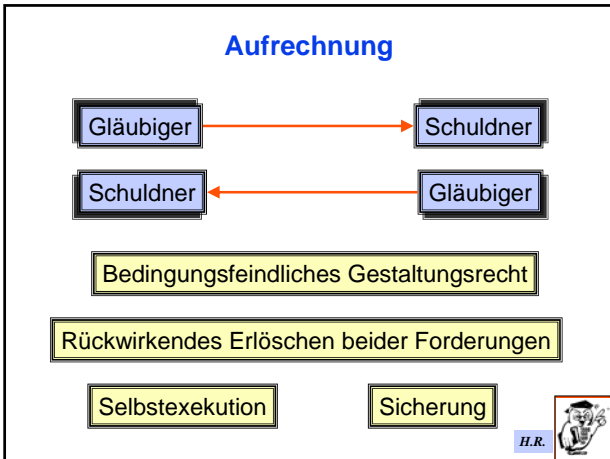 Aufrechnung
Gläubiger Schuldner
Schuldner Gläubiger
Bedingungsfeindliches Gestaltungsrecht
Rückwirkendes Erlöschen beider Forderungen
Selbstexekution Sicherung
H.R.